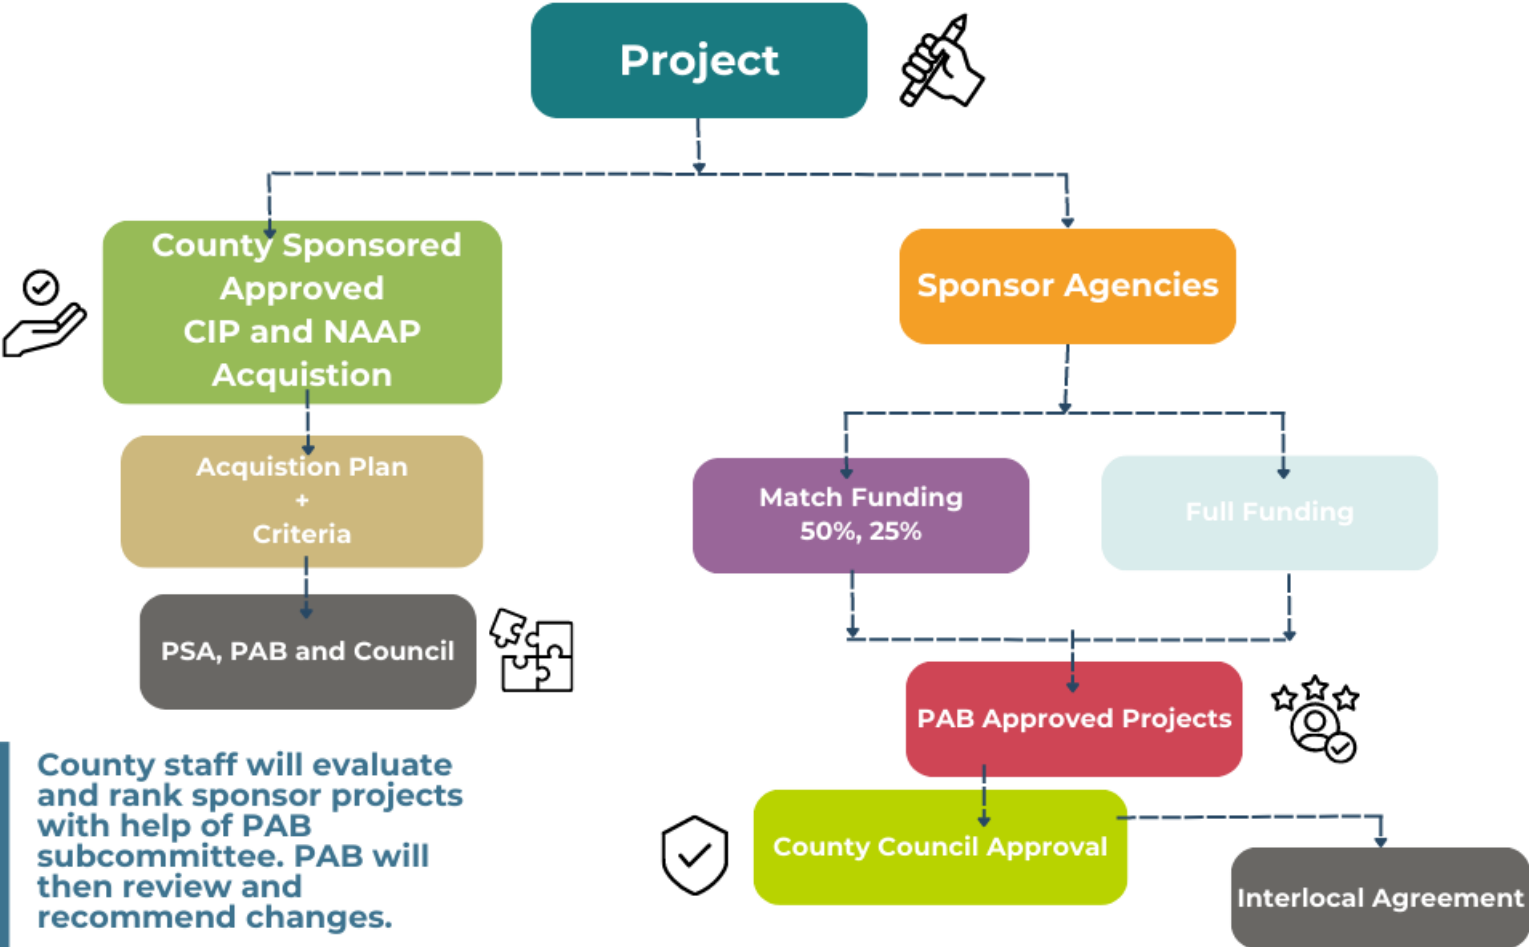 Project
County Sponsored
Approved
CIP and NAAP
Acquistion
Sponsor Agencies
Acquistion Plan
+
Criteria
Match Funding
50%, 25%
Full Funding
PSA, PAB and Council
PAB Approved Projects
County Council Approval
Interlocal Agreement
County staff will evaluate
and rank sponsor projects
with help of PAB
subcommittee. PAB will
then review and
recommend changes.